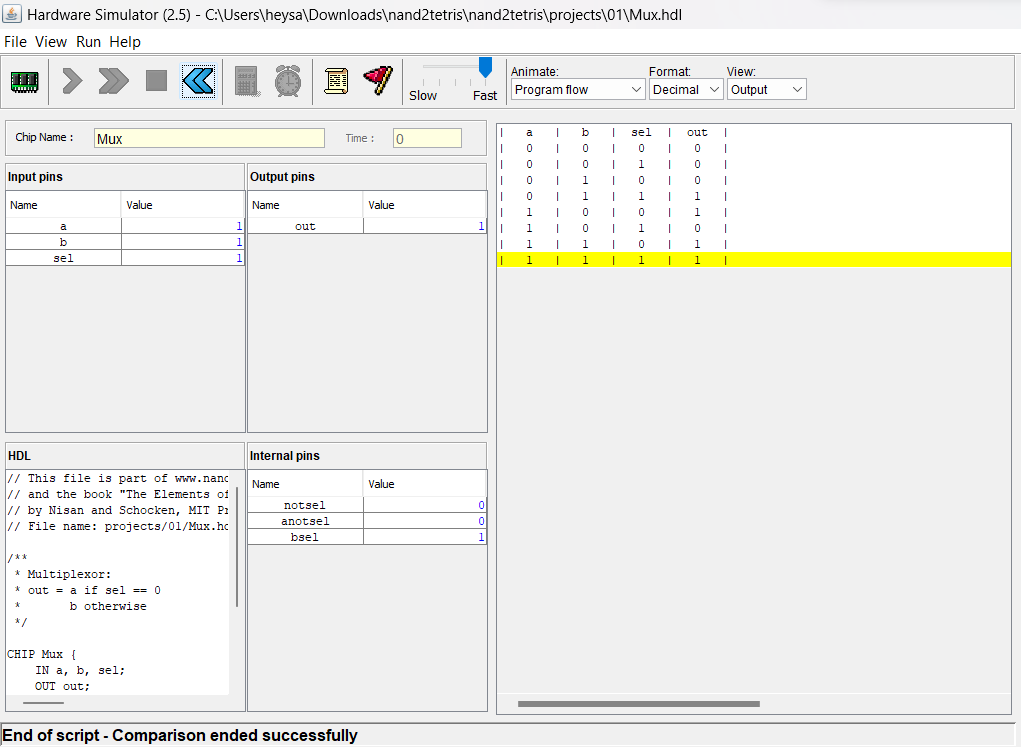 Hardware Simulator (2.5) - C:\Users\heysa\Downloads\nand2tetris\nand2tetris\projects\01\Mux.hdl
File View Run Help
Slow Fast
Animate: Format: View:
Program flow Decimal Output
Chip Name : Mux Time : 0
Input pins
Name Value
a 1
b 1
sel 1
Output pins
Name Value
out 1
HDL
// This file is part of www.nand
// and the book "The Elements of
// by Nisan and Schocken, MIT Pr
// File name: projects/01/Mux.hd
/**
* Multiplexor:
* out = a if sel == 0
* b otherwise
*/
CHIP Mux {
IN a, b, sel;
OUT out;
Internal pins
Name Value
notsel 0
anotsel 0
bsel 1
| a | b | sel | out |
| 0 | 0 | 0 | 0 |
| 0 | 0 | 1 | 0 |
| 0 | 1 | 0 | 0 |
| 0 | 1 | 1 | 1 |
| 1 | 0 | 0 | 1 |
| 1 | 0 | 1 | 0 |
| 1 | 1 | 0 | 1 |
| 1 | 1 | 1 | 1 |
End of script - Comparison ended successfully